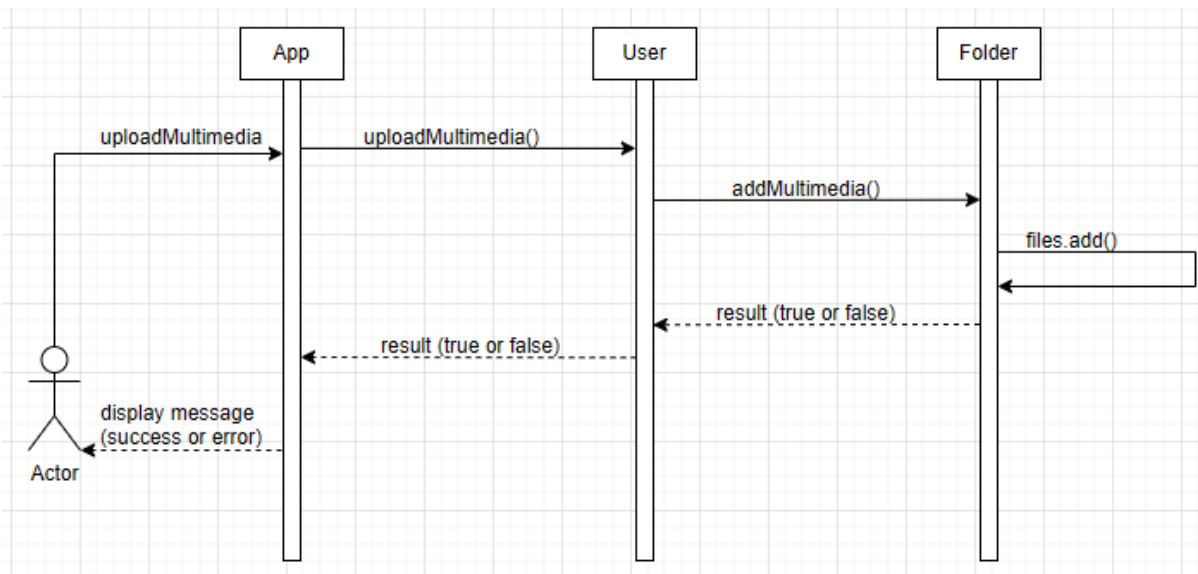 App
User
Folder
uploadMultimedia
uploadMultimedia()
addMultimedia()
files.add()
result (true or false)
result (true or false)
display message
(success or error)
Actor